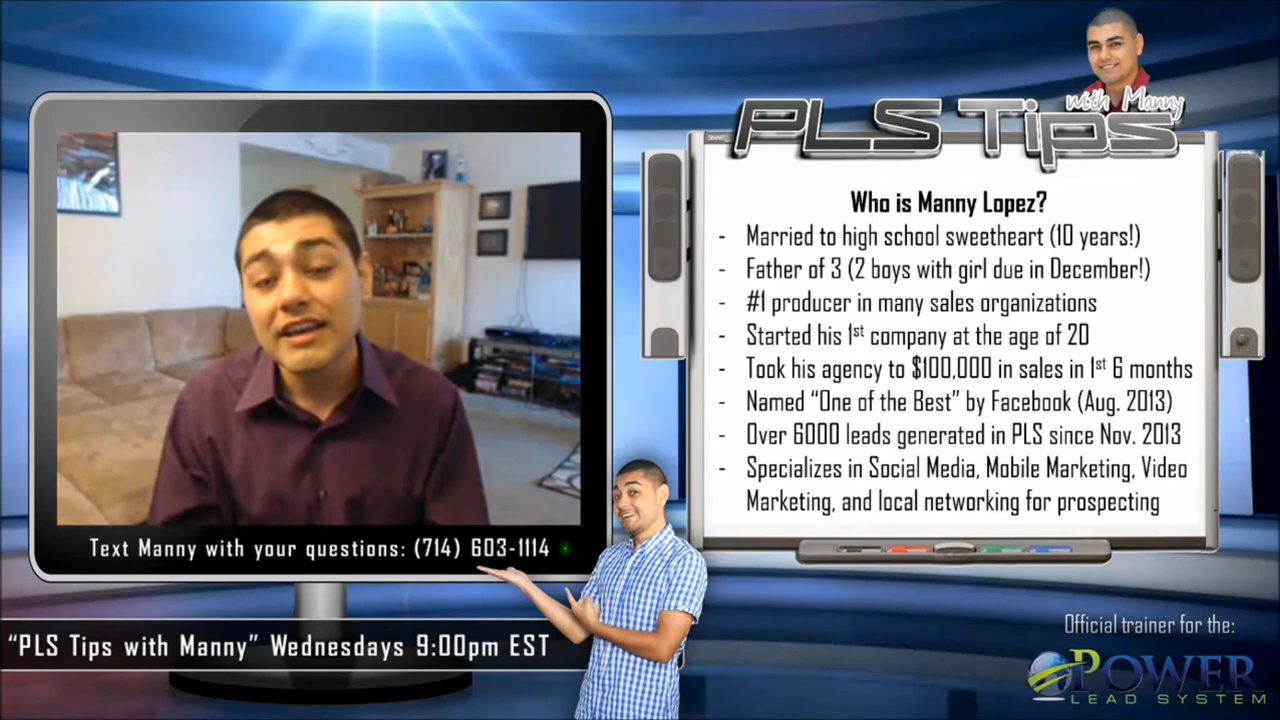 PLS Tips
with Manny
Who is Manny Lopez?
- Married to high school sweetheart (10 years!)
- Father of 3 (2 boys with girl due in December!)
- #1 producer in many sales organizations
- Started his 1st company at the age of 20
- Took his agency to $100,000 in sales in 1st 6 months
- Named “One of the Best” by Facebook (Aug. 2013)
- Over 6000 leads generated in PLS since Nov. 2013
- Specializes in Social Media, Mobile Marketing, Video
Marketing, and local networking for prospecting
Text Manny with your questions: (714) 603-1114
“PLS Tips with Manny” Wednesdays 9:00pm EST
Official trainer for the:
POWER
LEAD SYSTEM